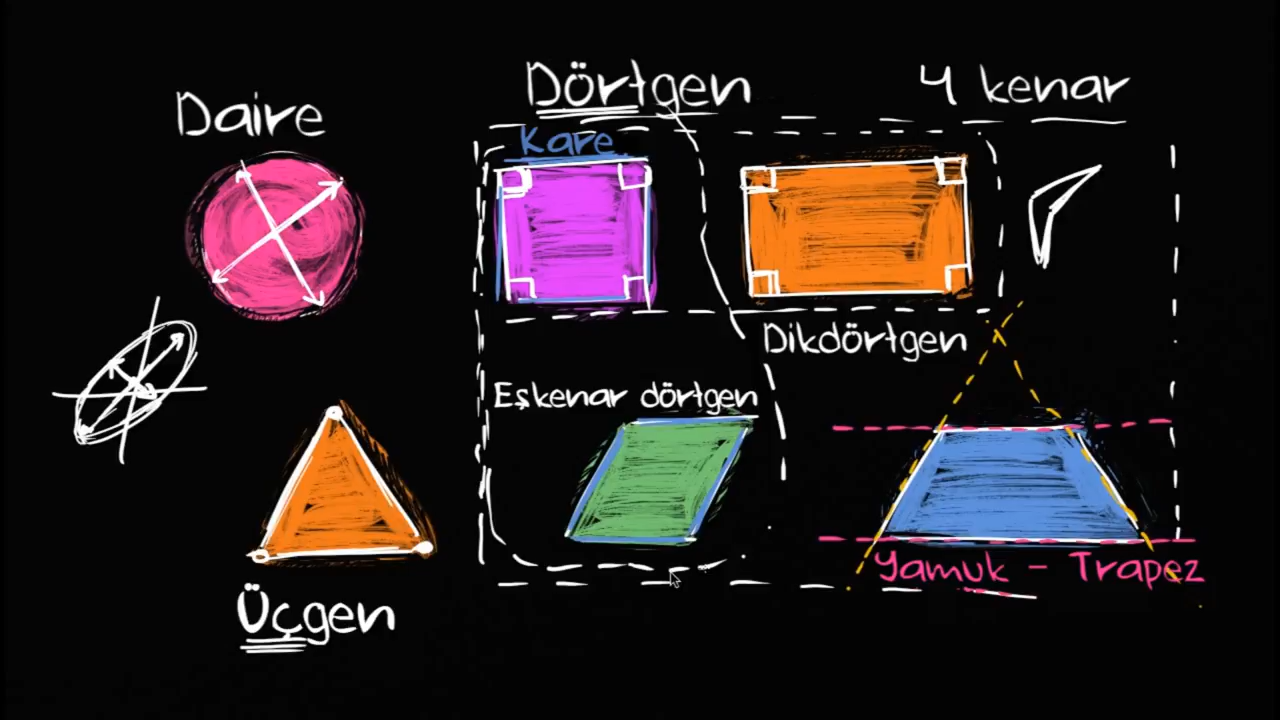 Daire
Dörtgen
4 kenar
Kare
Dikdörtgen
Eşkenar dörtgen
Yamuk - Trapez
Üçgen